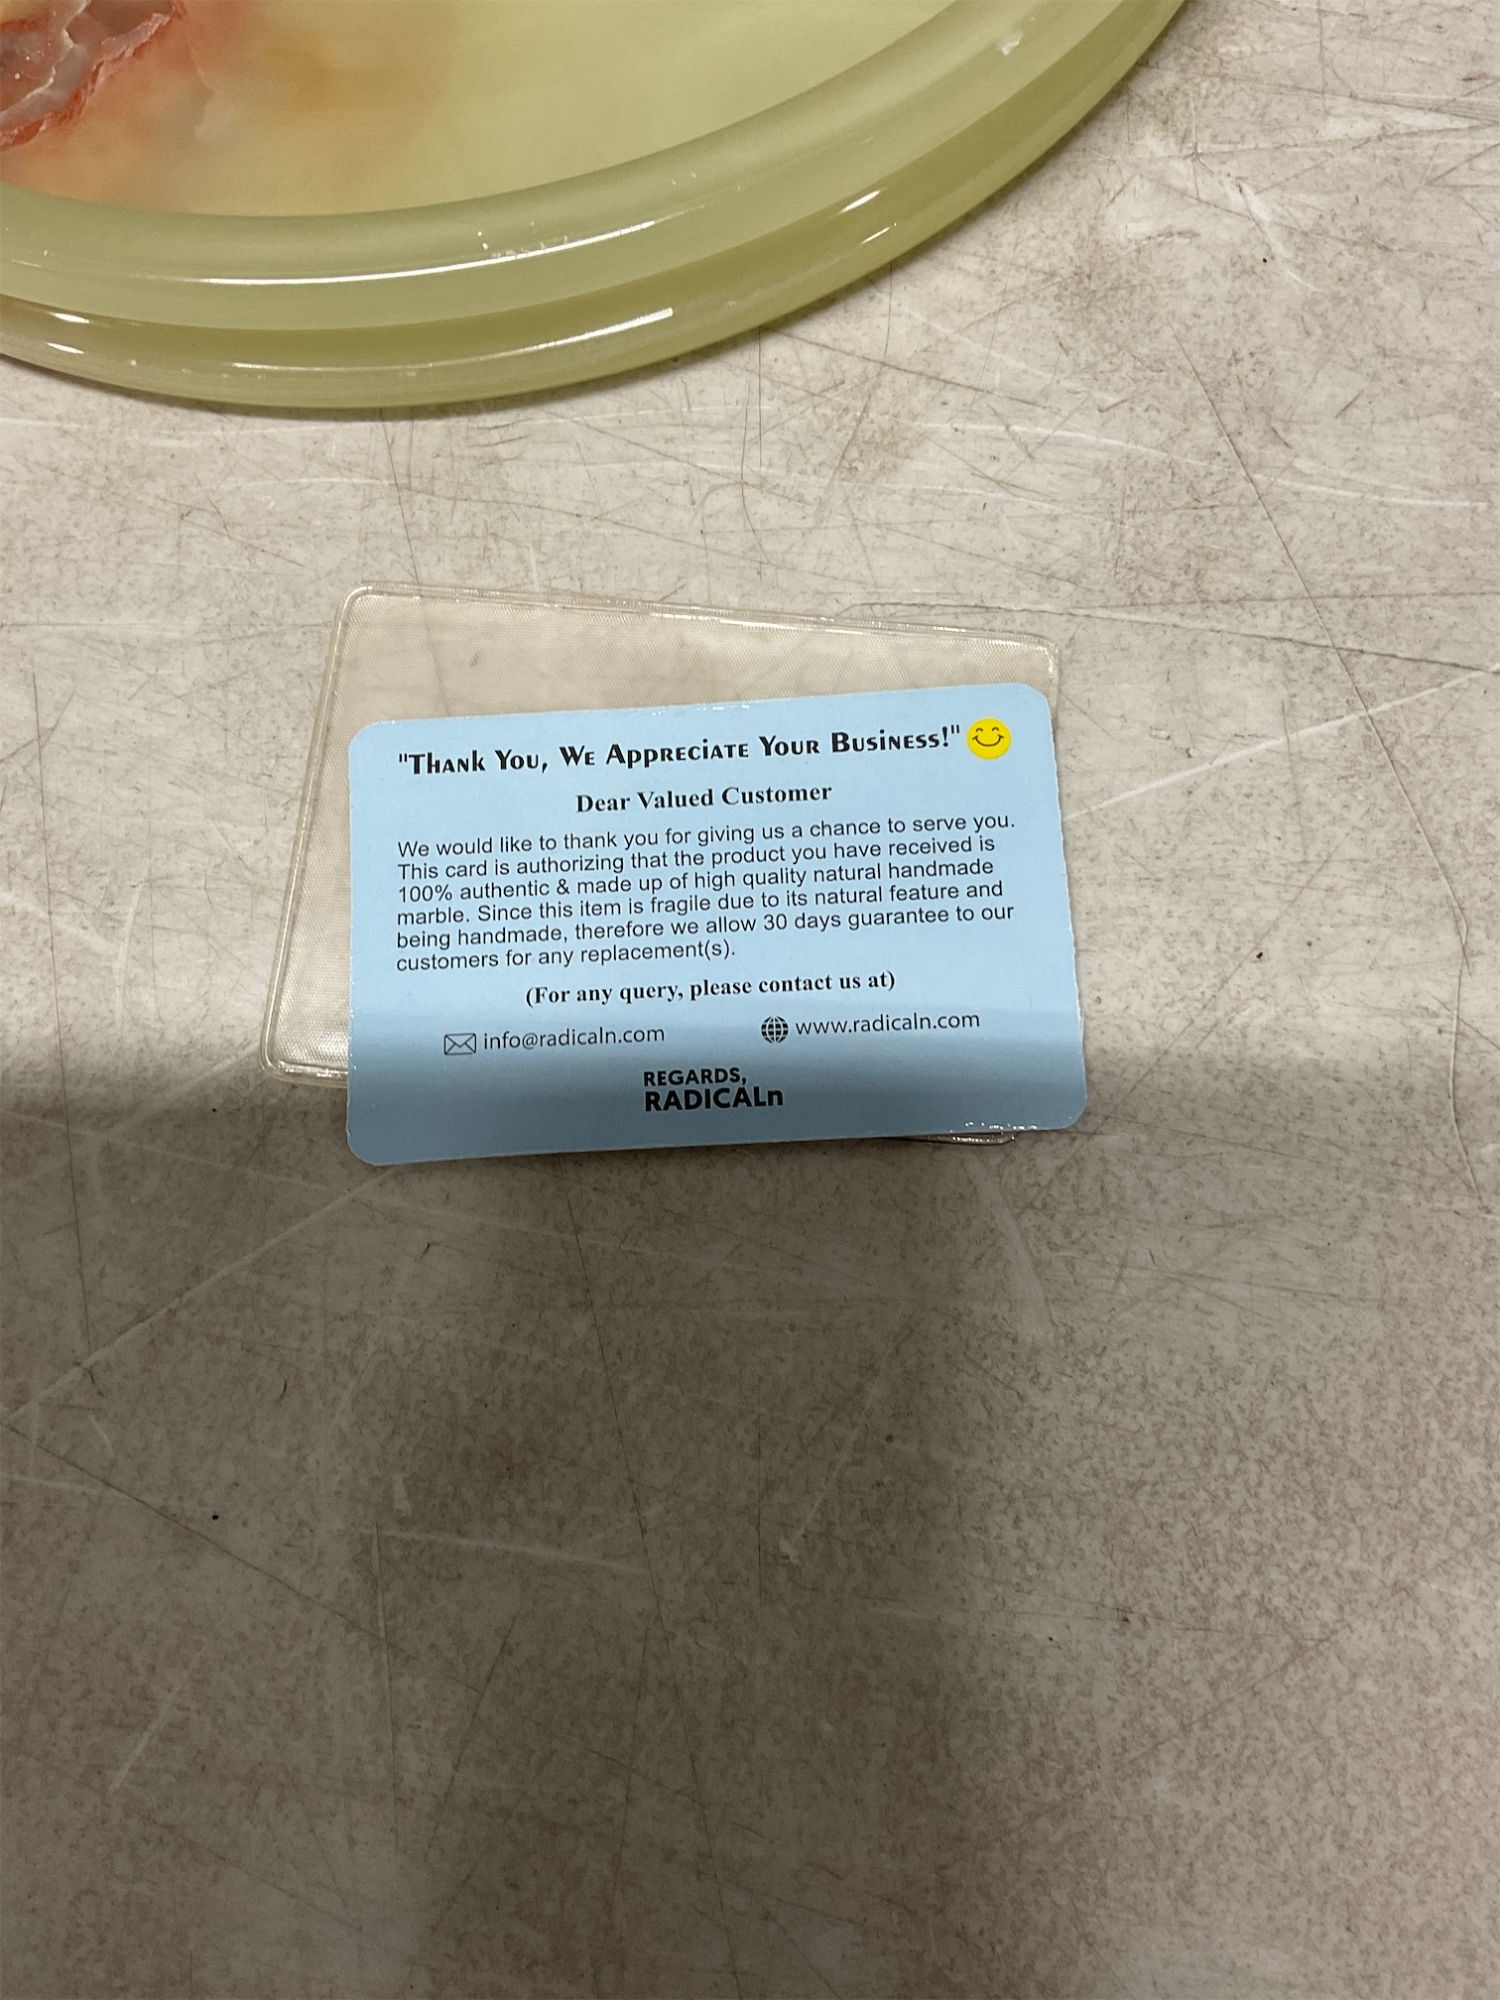 "Thank You, We Appreciate Your Business!"
Dear Valued Customer
We would like to thank you for giving us a chance to serve you.
This card is authorizing that the product you have received is
100% authentic & made up of high quality natural handmade
marble. Since this item is fragile due to its natural feature and
being handmade, therefore we allow 30 days guarantee to our
customers for any replacement(s).
(For any query, please contact us at)
info@radicaln.com www.radicaln.com
REGARDS,
RADICALn